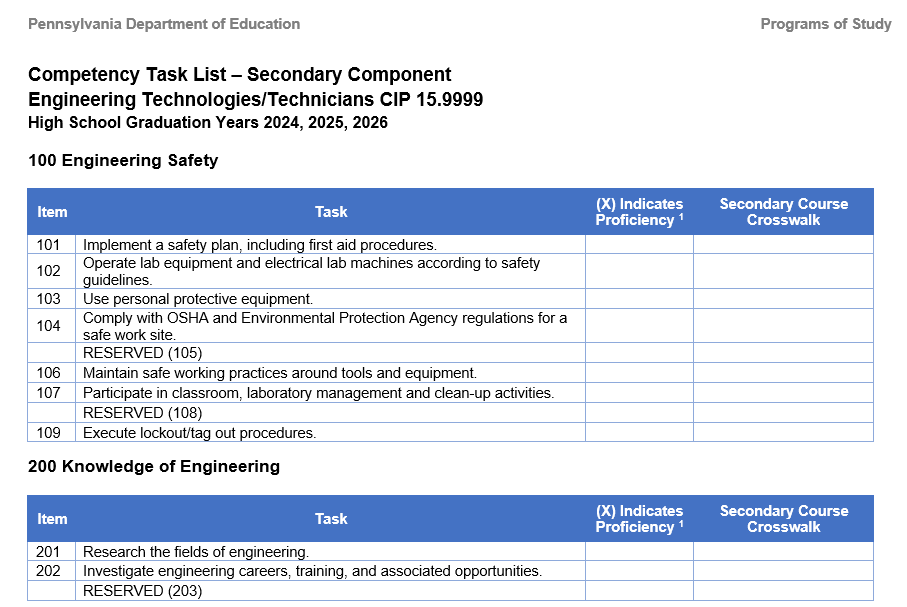 Pennsylvania Department of Education Programs of Study
Competency Task List – Secondary Component
Engineering Technologies/Technicians CIP 15.9999
High School Graduation Years 2024, 2025, 2026
100 Engineering Safety
Item Task (X) Indicates Proficiency 1 Secondary Course Crosswalk
101 Implement a safety plan, including first aid procedures.
102 Operate lab equipment and electrical lab machines according to safety
guidelines.
103 Use personal protective equipment.
104 Comply with OSHA and Environmental Protection Agency regulations for a
safe work site.
RESERVED (105)
106 Maintain safe working practices around tools and equipment.
107 Participate in classroom, laboratory management and clean-up activities.
RESERVED (108)
109 Execute lockout/tag out procedures.
200 Knowledge of Engineering
Item Task (X) Indicates Proficiency 1 Secondary Course Crosswalk
201 Research the fields of engineering.
202 Investigate engineering careers, training, and associated opportunities.
RESERVED (203)